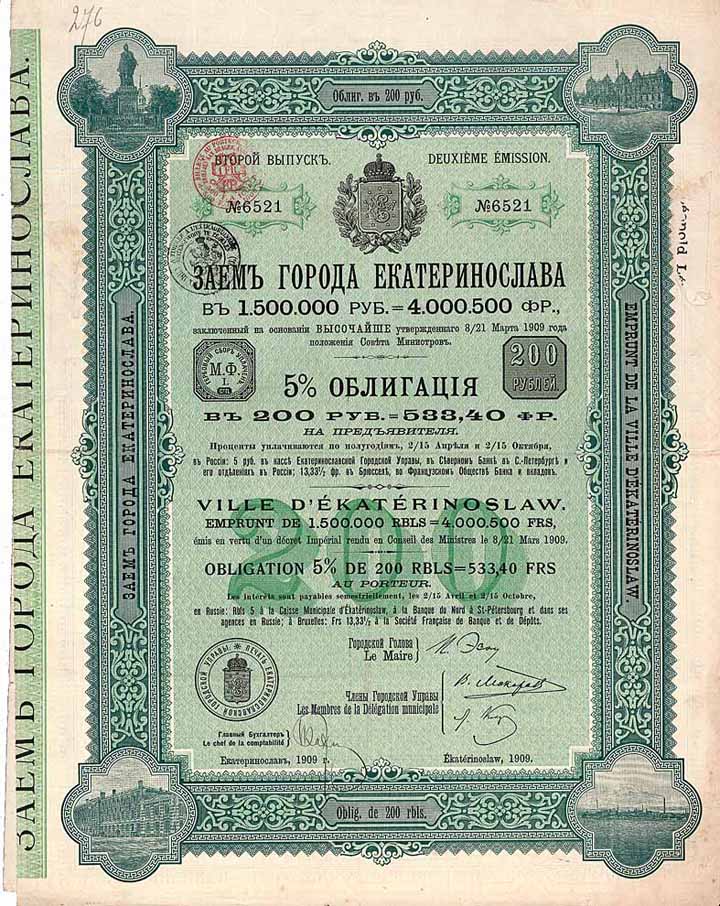 276
ЗАЕМЪ ГОРОДА ЕКАТЕРИНОСЛАВА.
Облиг. въ 200 руб.
ВТОРОЙ ВЫПУСКЪ.
DEUXIÈME ÉMISSION.
№6521
№6521
ЗАЕМЪ ГОРОДА ЕКАТЕРИНОСЛАВА
ВЪ 1.500.000 РУБ.=4.000.500 ФР.,
заключенный на основаніи ВЫСОЧАЙШЕ утвержденнаго 8/21 Марта 1909 года
положенія Совѣта Министровъ.
М.Ф.
I.
200
РУБЛЕЙ
5% ОБЛИГАЦІЯ
ВЪ 200 РУБ.=533,40 ФР.
НА ПРЕДЪЯВИТЕЛЯ.
Проценты уплачиваются по полугодіямъ, 2/15 Апрѣля и 2/15 Октября,
въ Россіи: 5 руб. въ кассѣ Екатеринославской Городской Управы, въ Сѣверномъ Банкѣ въ С.-Петербургѣ и
его отдѣленіяхъ въ Россіи; 13,33½ фр. въ Брюсселѣ, во Французскомъ Обществѣ Банка и вкладовъ.
200
VILLE D'ÉKATÉRINOSLAW.
EMPRUNT DE 1.500.000 RBLS=4.000.500 FRS,
émis en vertu d'un décret Impérial rendu en Conseil des Ministres le 8/21 Mars 1909.
OBLIGATION 5% DE 200 RBLS=533,40 FRS
AU PORTEUR.
Les intérêts sont payables semestriellement, les 2/15 Avril et 2/15 Octobre,
en Russie: Rbls 5 à la Caisse Municipale d'Ékatérinoslaw, à la Banque du Nord à St-Pétersbourg et dans ses
agences en Russie; à Bruxelles: Frs 13,33½ à la Société Française de Banque et de Dépôts.
Городской Голова
Le Maire
Члены Городской Управы
Les Membres de la Délégation municipale
ПЕЧАТЬ ЕКАТЕРИНОСЛАВСКОЙ ГОРОДСКОЙ УПРАВЫ
Главный Бухгалтеръ
Le chef de la comptabilité
Екатеринославъ, 1909 г.
Ékatérinoslaw, 1909.
ЗАЕМЪ ГОРОДА ЕКАТЕРИНОСЛАВА.
EMPRUNT DE LA VILLE D'ÉKATÉRINOSLAW.
Oblig. de 200 rbls.